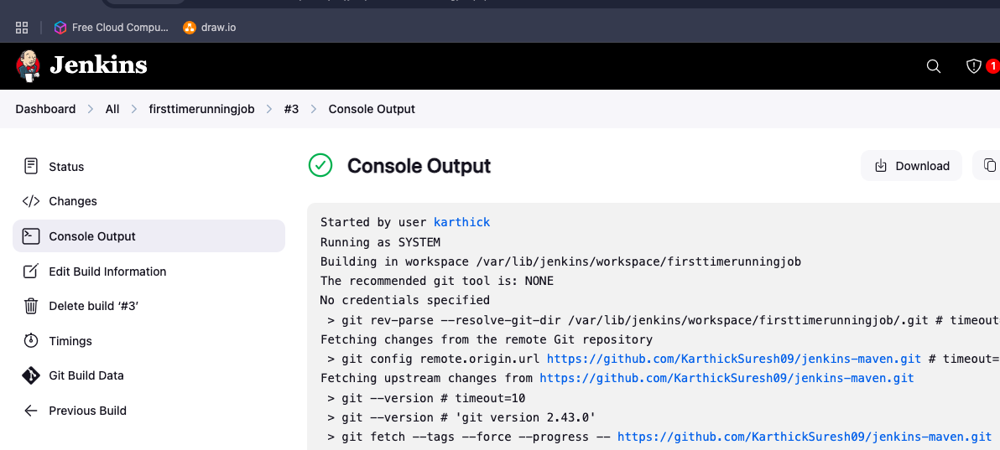 Free Cloud Compu...
draw.io
Jenkins
1
Dashboard > All > firsttimerunningjob > #3 > Console Output
Status
Changes
Console Output
Edit Build Information
Delete build ‘#3’
Timings
Git Build Data
Previous Build
Console Output
Download
Started by user karthick
Running as SYSTEM
Building in workspace /var/lib/jenkins/workspace/firsttimerunningjob
The recommended git tool is: NONE
No credentials specified
> git rev-parse --resolve-git-dir /var/lib/jenkins/workspace/firsttimerunningjob/.git # timeout=
Fetching changes from the remote Git repository
> git config remote.origin.url https://github.com/KarthickSuresh09/jenkins-maven.git # timeout=
Fetching upstream changes from https://github.com/KarthickSuresh09/jenkins-maven.git
> git --version # timeout=10
> git --version # 'git version 2.43.0'
> git fetch --tags --force --progress -- https://github.com/KarthickSuresh09/jenkins-maven.git